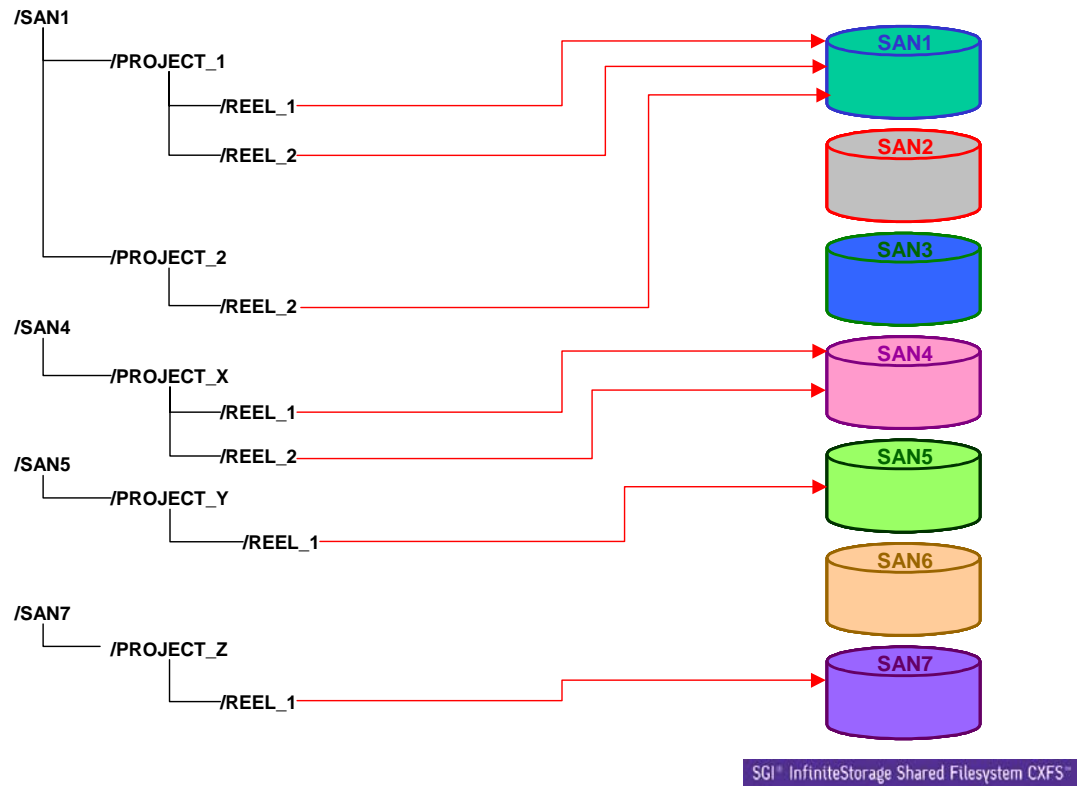 /SAN1
/PROJECT_1
/REEL_1
/REEL_2
/PROJECT_2
/REEL_2
/SAN4
/PROJECT_X
/REEL_1
/REEL_2
/SAN5
/PROJECT_Y
/REEL_1
/SAN7
/PROJECT_Z
/REEL_1
SAN1
SAN2
SAN3
SAN4
SAN5
SAN6
SAN7
SGI® InfiniteStorage Shared Filesystem CXFS™